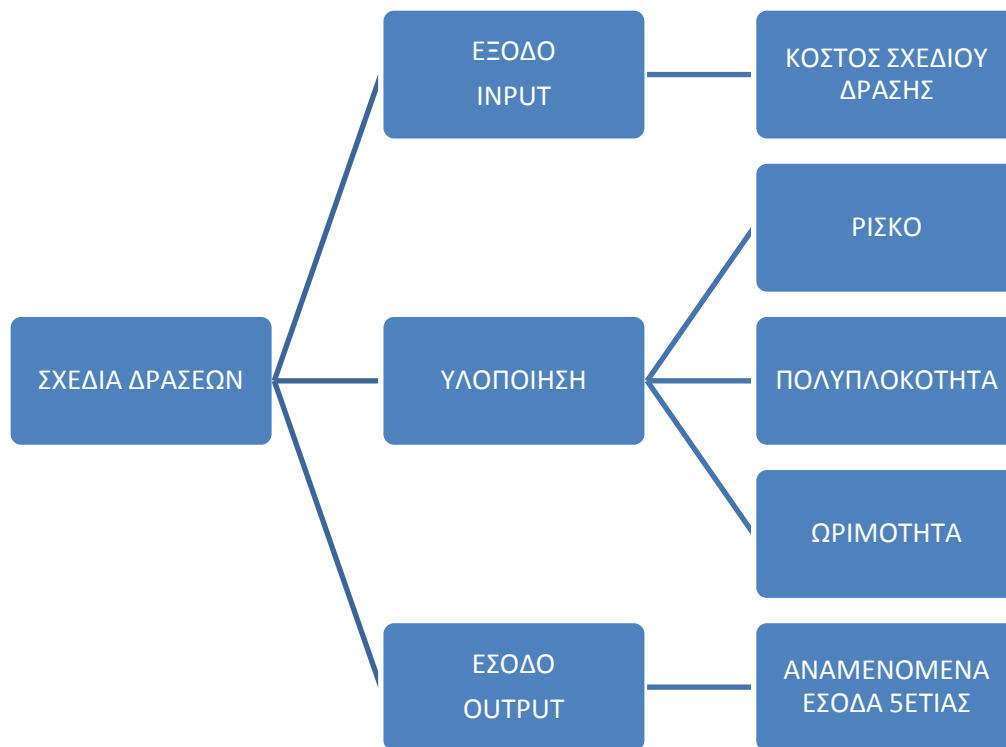 ΕΞΟΔΟ
INPUT
ΚΟΣΤΟΣ ΣΧΕΔΙΟΥ
ΔΡΑΣΗΣ
ΡΙΣΚΟ
ΣΧΕΔΙΑ ΔΡΑΣΕΩΝ
ΥΛΟΠΟΙΗΣΗ
ΠΟΛΥΠΛΟΚΟΤΗΤΑ
ΩΡΙΜΟΤΗΤΑ
ΕΣΟΔΟ
OUTPUT
ΑΝΑΜΕΝΟΜΕΝΑ
ΕΣΟΔΑ 5ΕΤΙΑΣ